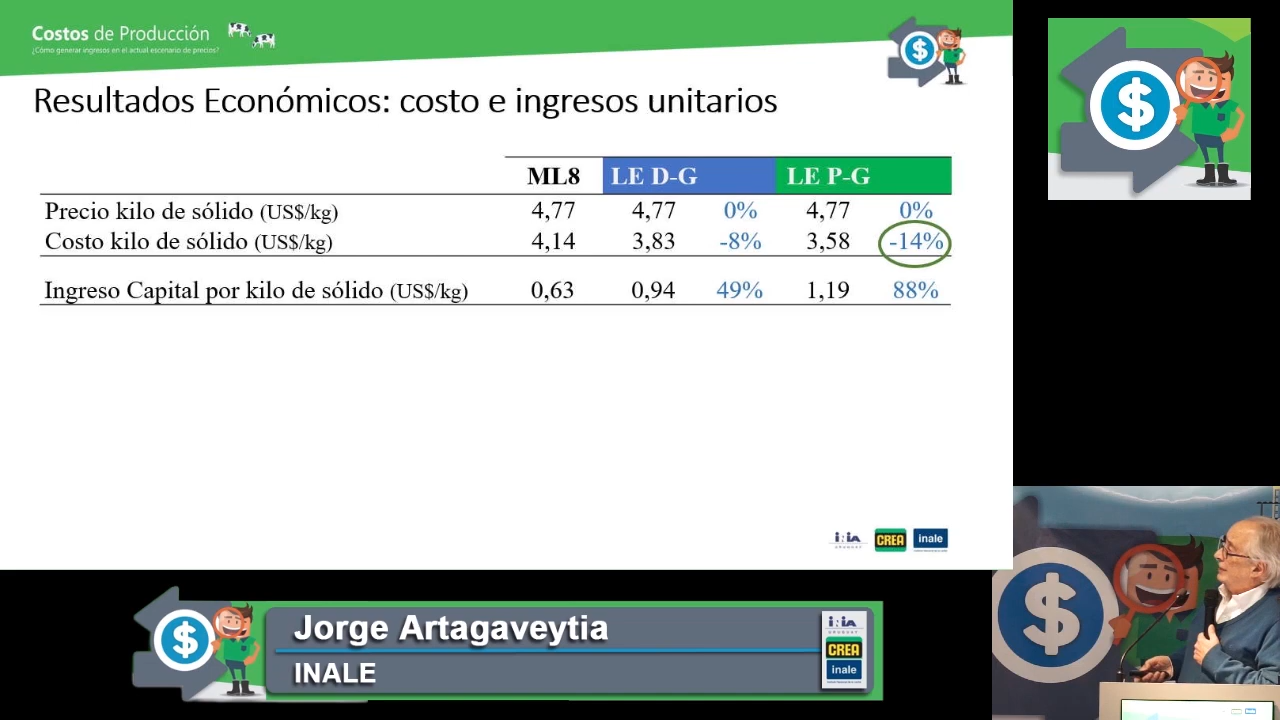 Costos de Producción
¿Cómo generar ingresos en el actual escenario de precios?
$
$
Resultados Económicos: costo e ingresos unitarios
ML8 LE D-G LE P-G
Precio kilo de sólido (US$/kg) 4,77 4,77 0% 4,77 0%
Costo kilo de sólido (US$/kg) 4,14 3,83 -8% 3,58 -14%
Ingreso Capital por kilo de sólido (US$/kg) 0,63 0,94 49% 1,19 88%
URUGUAY CREA inale
$
$
Jorge Artagaveytia
INALE
URUGUAY
CREA
inale